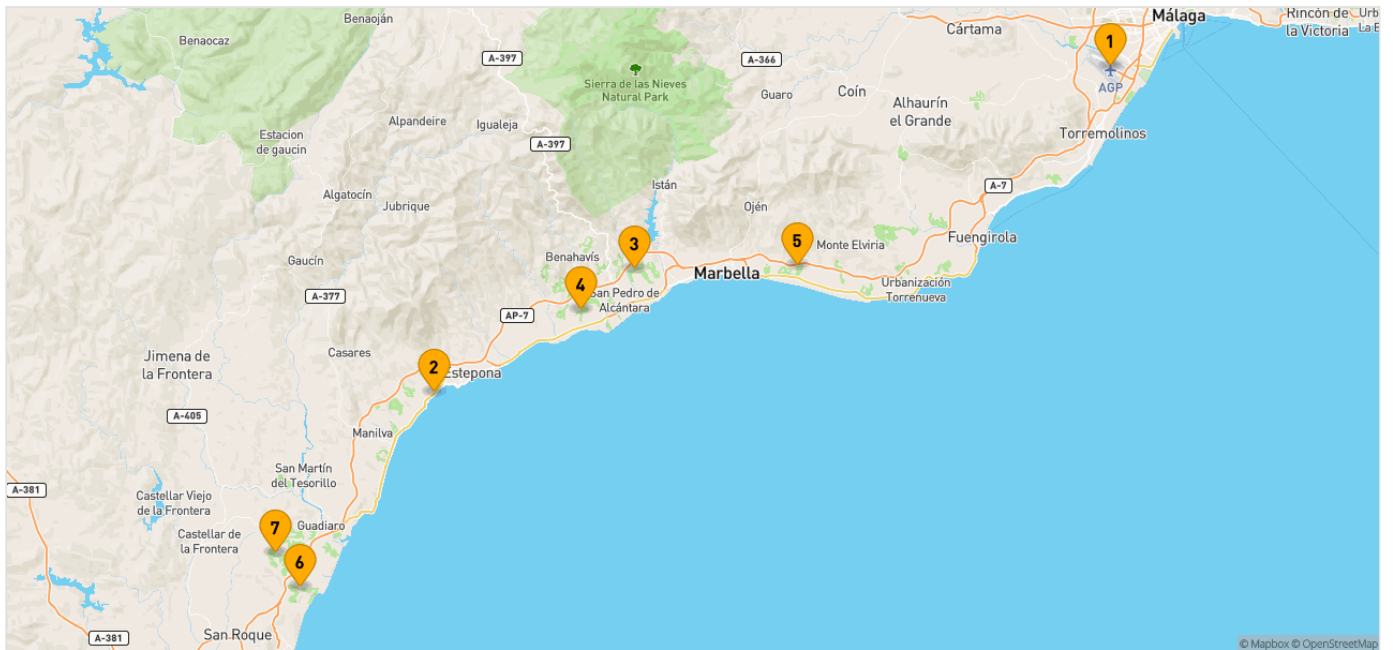 Benaoján
Málaga
Rincón de
la Victoria
Benaocaz
Cártama
1
A-397
A-366
AGP
Sierra de las Nieves
Natural Park
Guaro
Coín
Alhaurín
el Grande
Alpandeire
Igualeja
Estacion
de gaucin
Torremolinos
A-397
Algatocín
Istán
A-7
Jubrique
Ojén
3
5
Monte Elviria
Fuengirola
Gaucín
Benahavís
Marbella
4
A-377
San Pedro de
Alcántara
Urbanización
Torrenueva
AP-7
Jimena de
la Frontera
Casares
2
Estepona
A-405
Manilva
San Martín
del Tesorillo
A-381
Castellar Viejo
de la Frontera
7
Guadiaro
Castellar de
la Frontera
6
A-381
San Roque
© Mapbox © OpenStreetMap